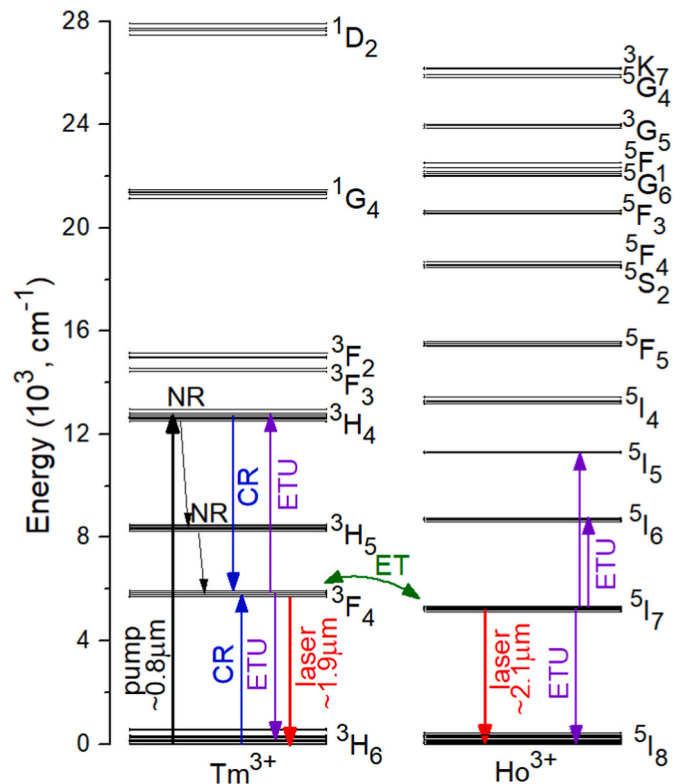 28
24
20
16
12
8
4
0
Energy (10³, cm⁻¹)
¹D₂
¹G₄
³F₂
³F₃
³H₄
³H₅
³F₄
³H₆
NR
NR
CR
ETU
ET
pump
~0.8μm
CR
ETU
laser
~1.9μm
Tm³⁺
³K₇
⁵G₄
³G₅
⁵F₁
⁵G₆
⁵F₃
⁵F₄
⁵S₂
⁵F₅
⁵I₄
⁵I₅
⁵I₆
⁵I₇
⁵I₈
ETU
laser
~2.1μm
ETU
Ho³⁺